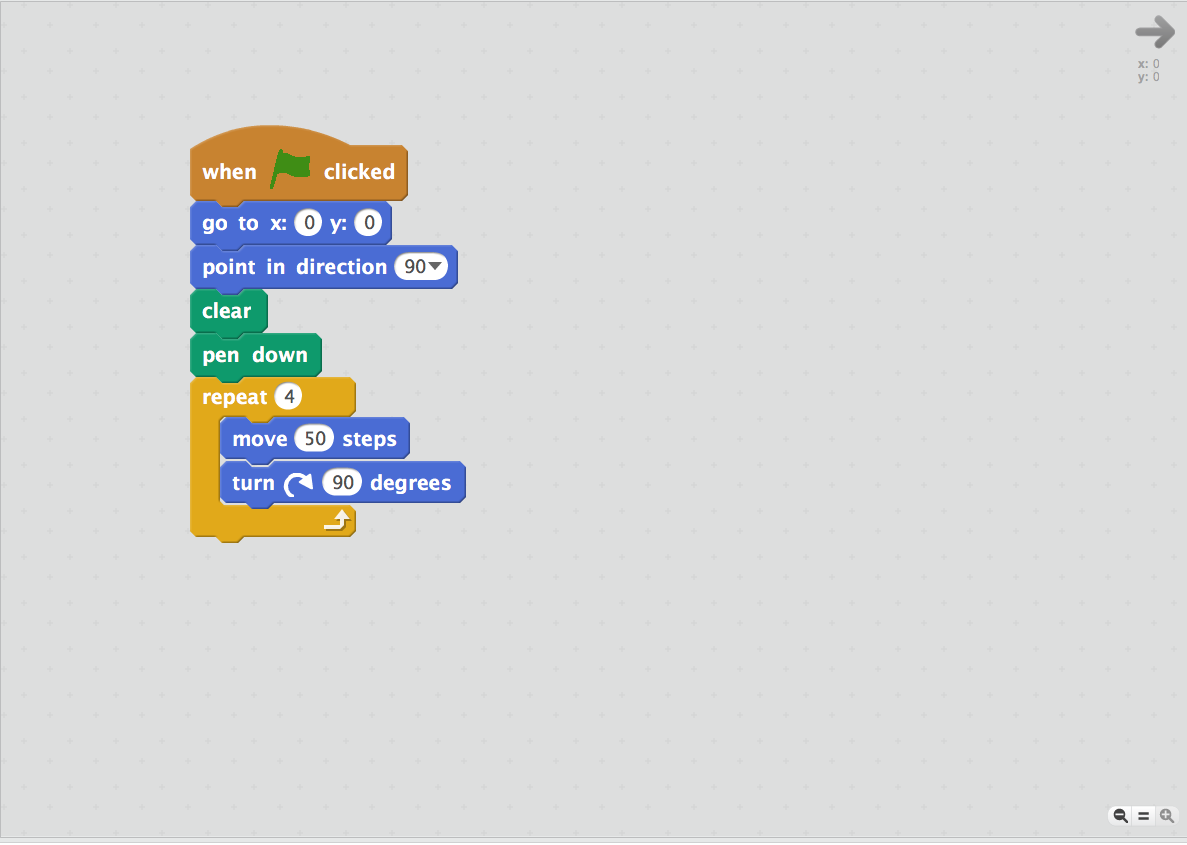 x: 0
y: 0
when clicked
go to x: 0 y: 0
point in direction 90
clear
pen down
repeat 4
move 50 steps
turn 90 degrees